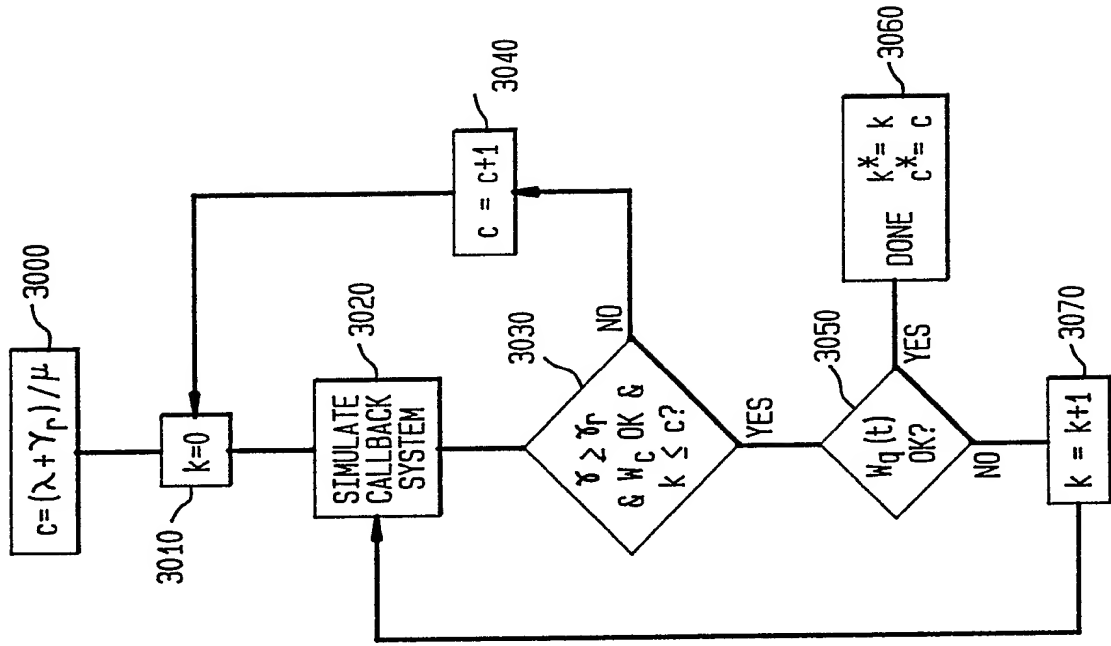 3000
c=(λ+γr)/μ
3010
k=0
3020
SIMULATE
CALLBACK
SYSTEM
3030
γ ≥ γr
& Wc OK &
k ≤ c?
NO
3040
c = c+1
YES
3050
Wq(t)
OK?
YES
3060
DONE k*= k
c*= c
NO
3070
k = k+1